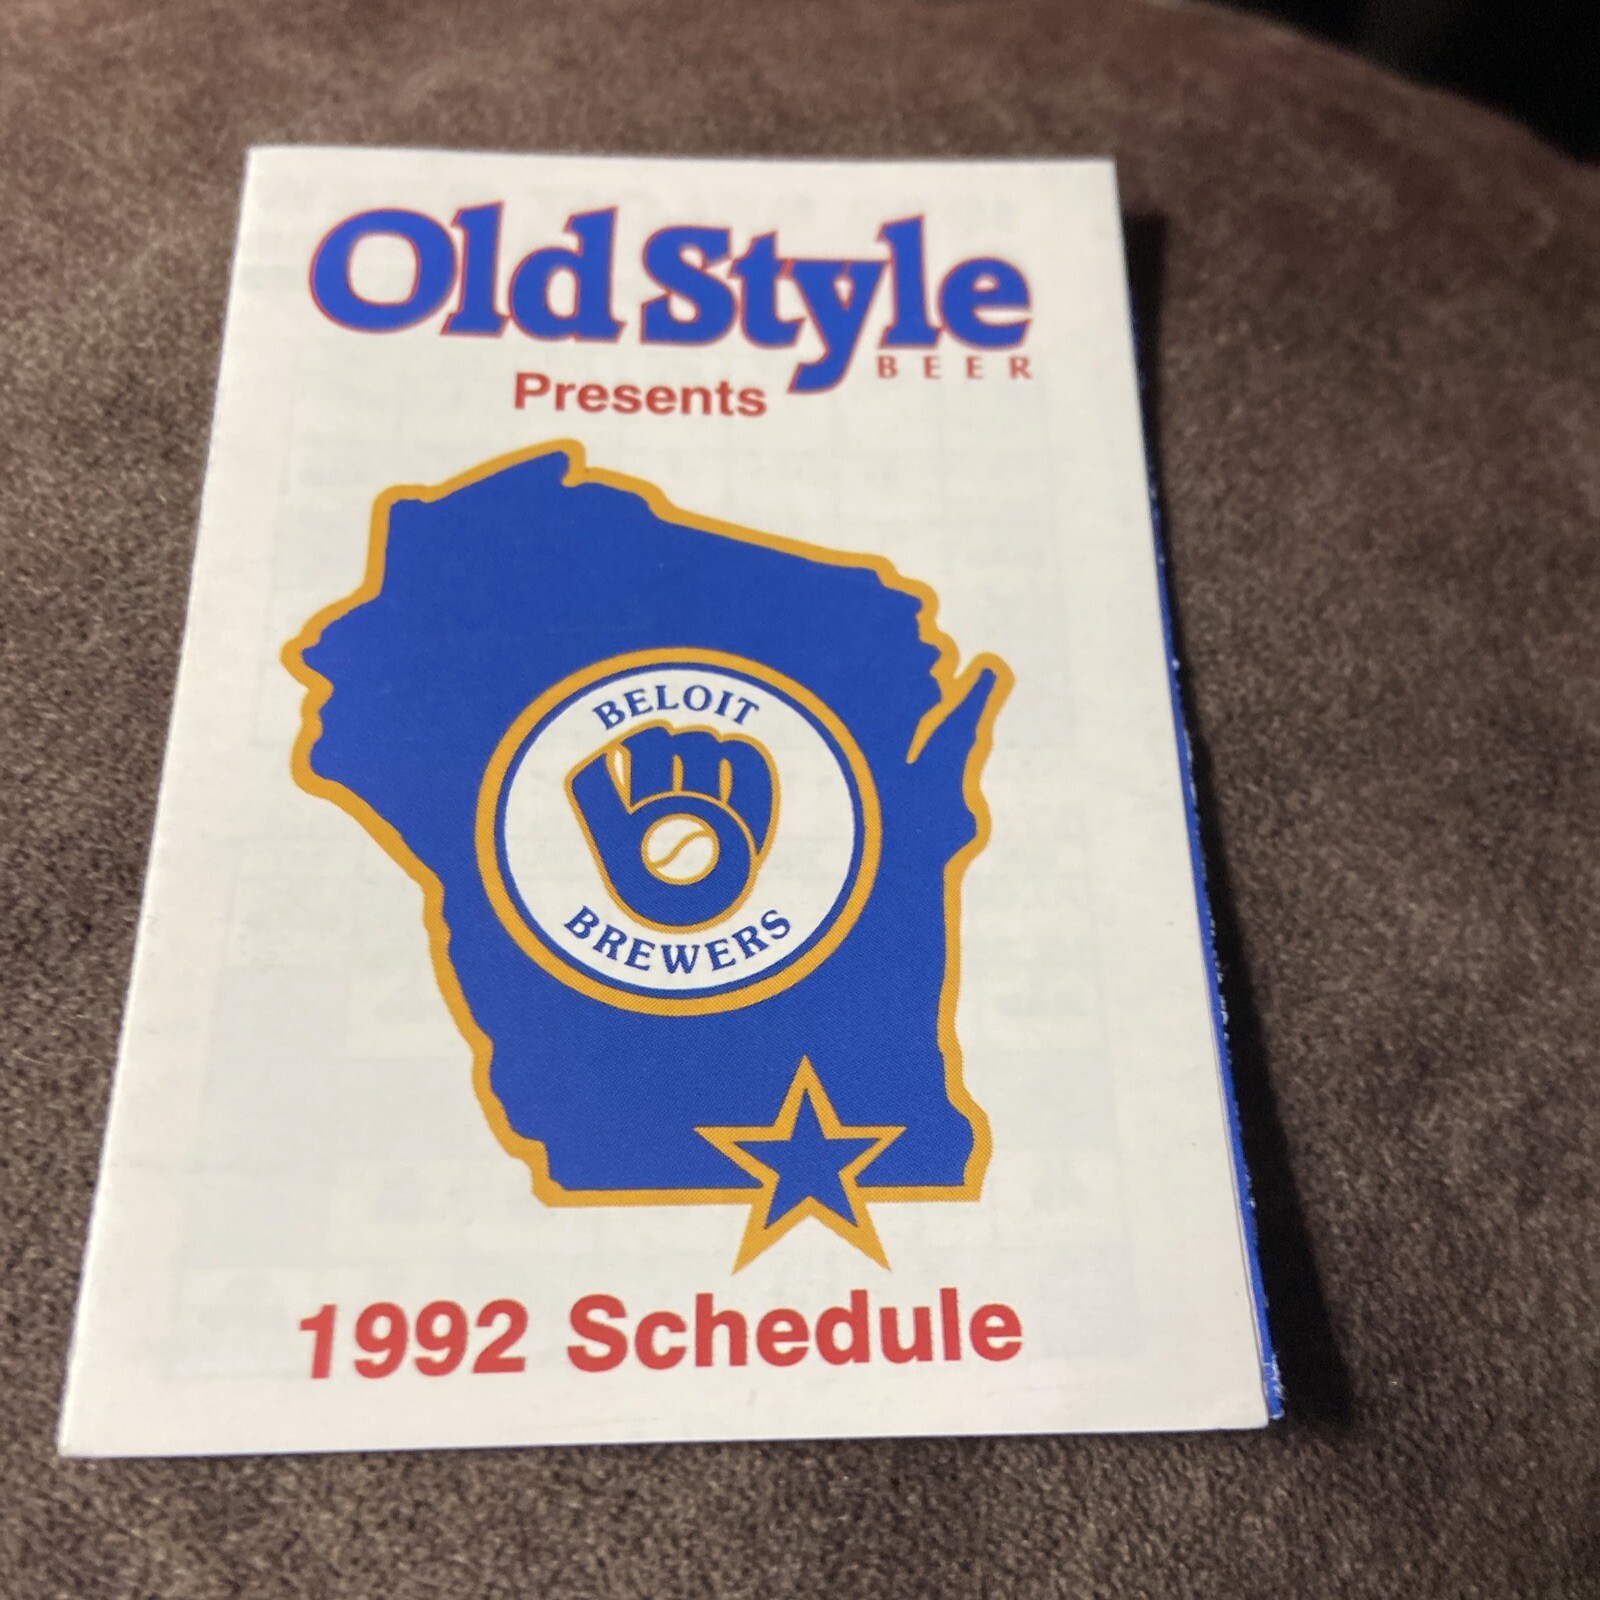 Old Style
BEER
Presents
BELOIT
BREWERS
1992 Schedule